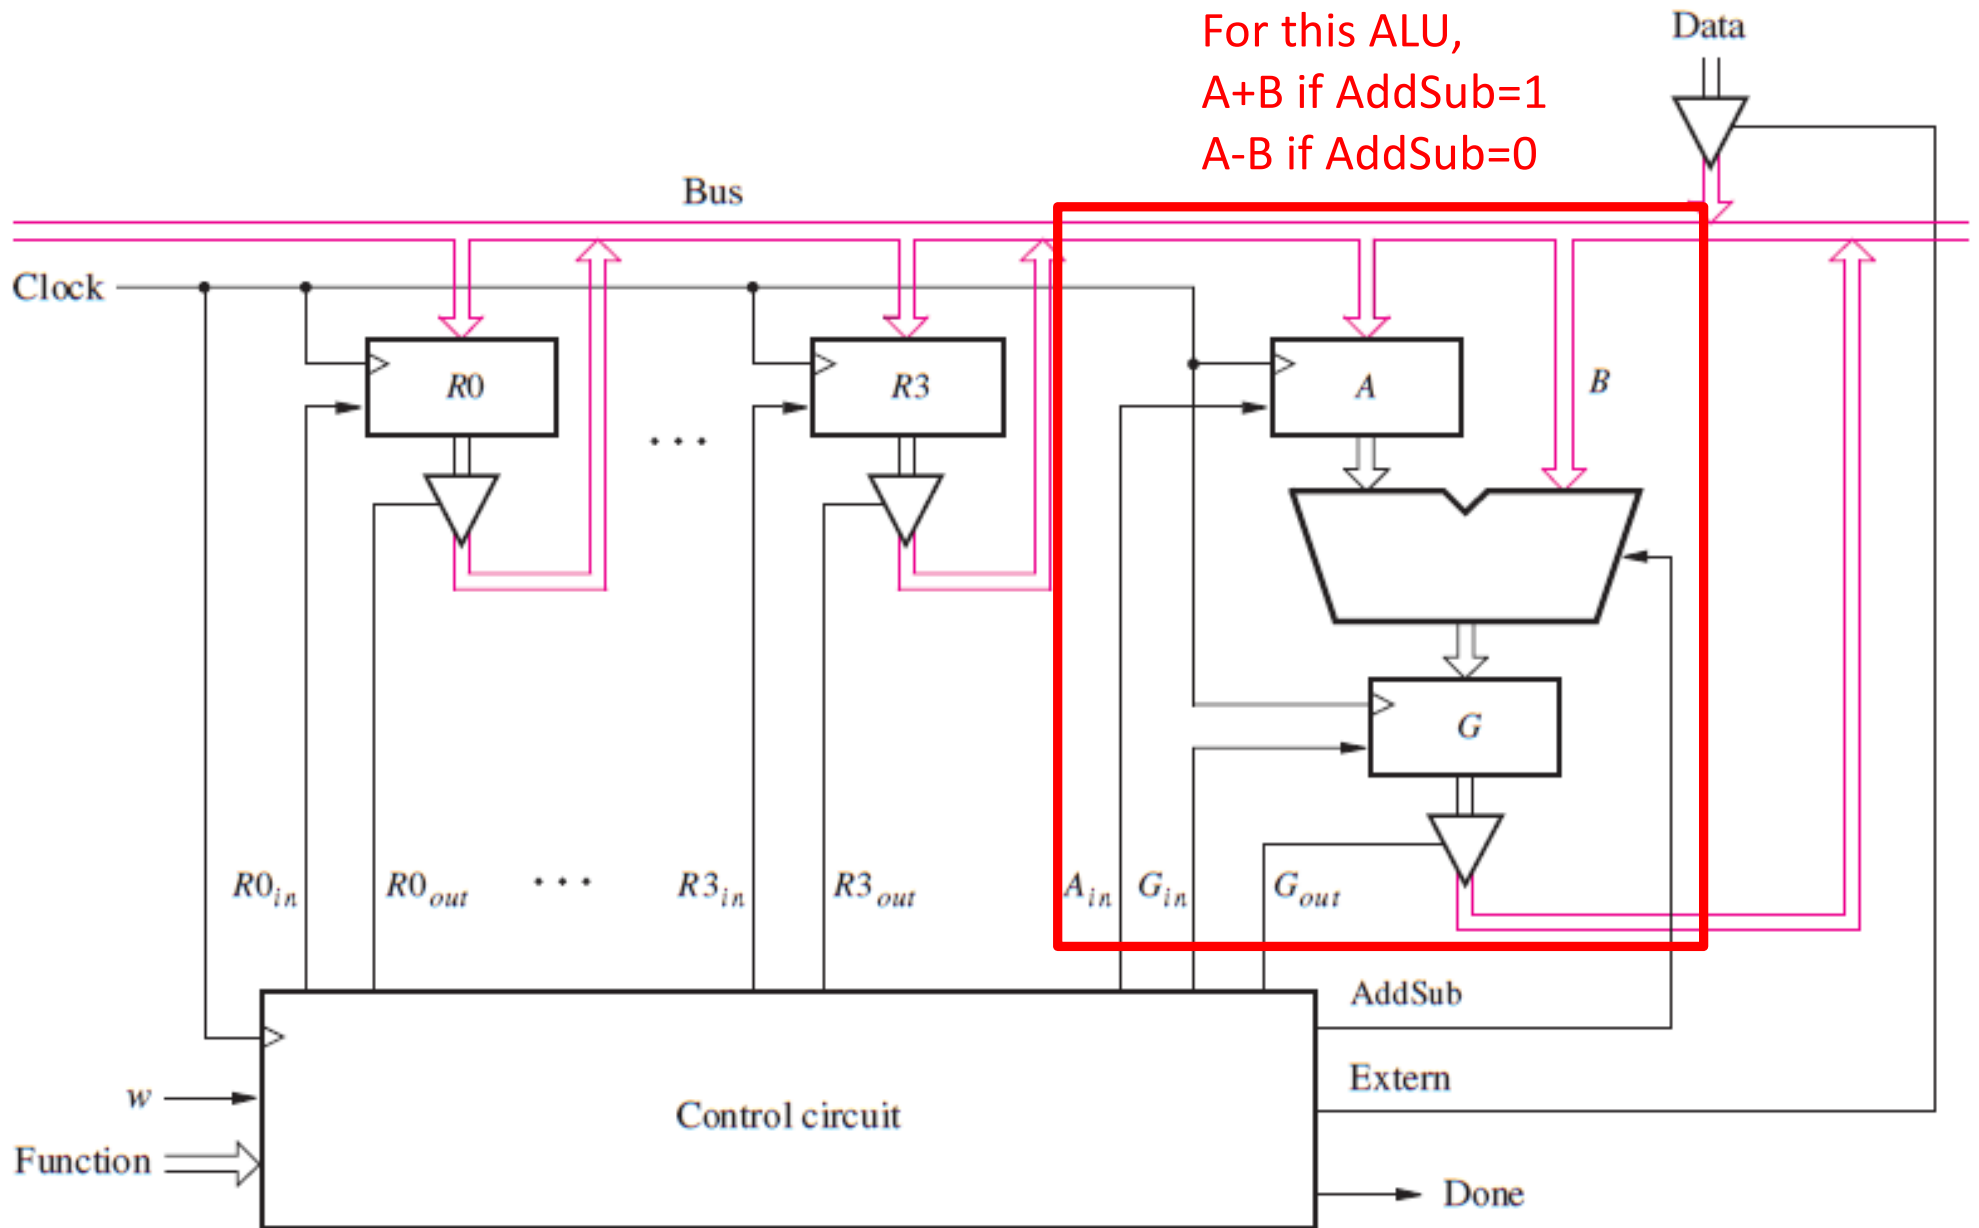 For this ALU,
A+B if AddSub=1
A-B if AddSub=0
Data
Bus
Clock
R0
R3
A
B
G
R0in
R0out
R3in
R3out
Ain
Gin
Gout
AddSub
Extern
w
Function
Control circuit
Done